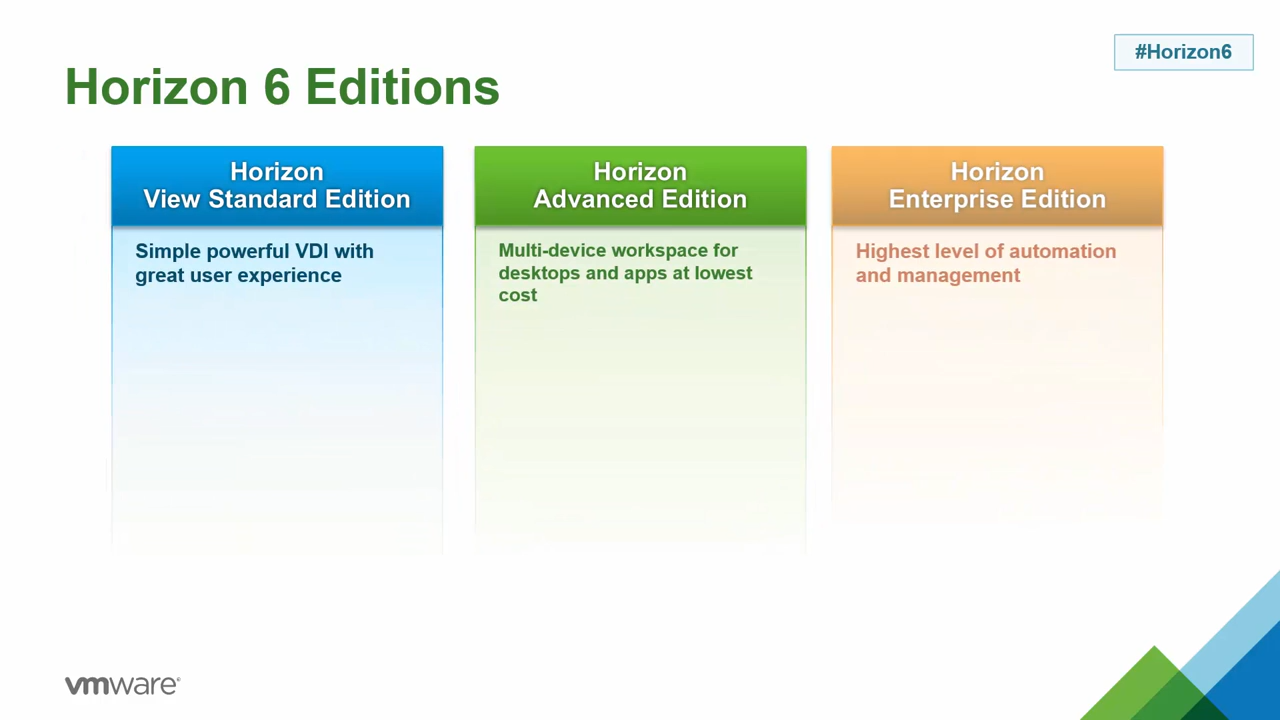 #Horizon6
Horizon 6 Editions
Horizon
View Standard Edition
Simple powerful VDI with
great user experience
Horizon
Advanced Edition
Multi-device workspace for
desktops and apps at lowest
cost
Horizon
Enterprise Edition
Highest level of automation
and management
vmware